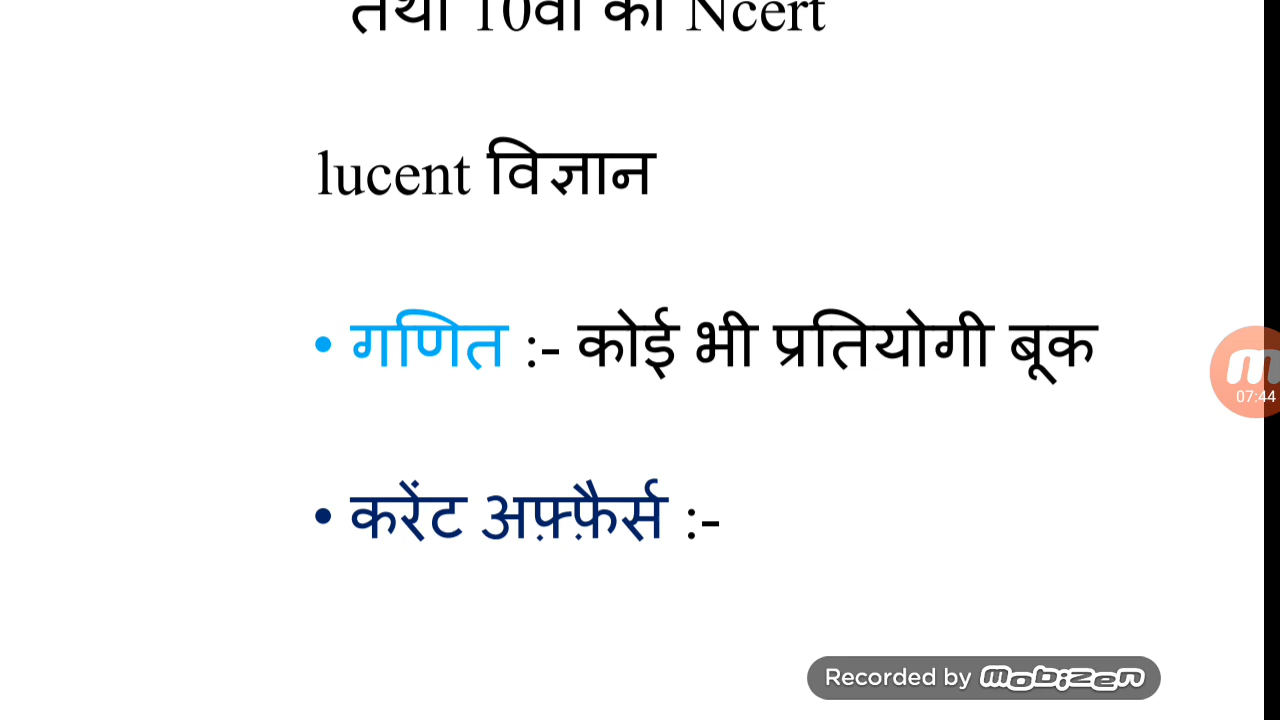 तथा 10वी की Ncert
lucent विज्ञान
• गणित :- कोई भी प्रतियोगी बूक
• करेंट अफ़्फ़ैर्स :-
07:44
Recorded by mobizen